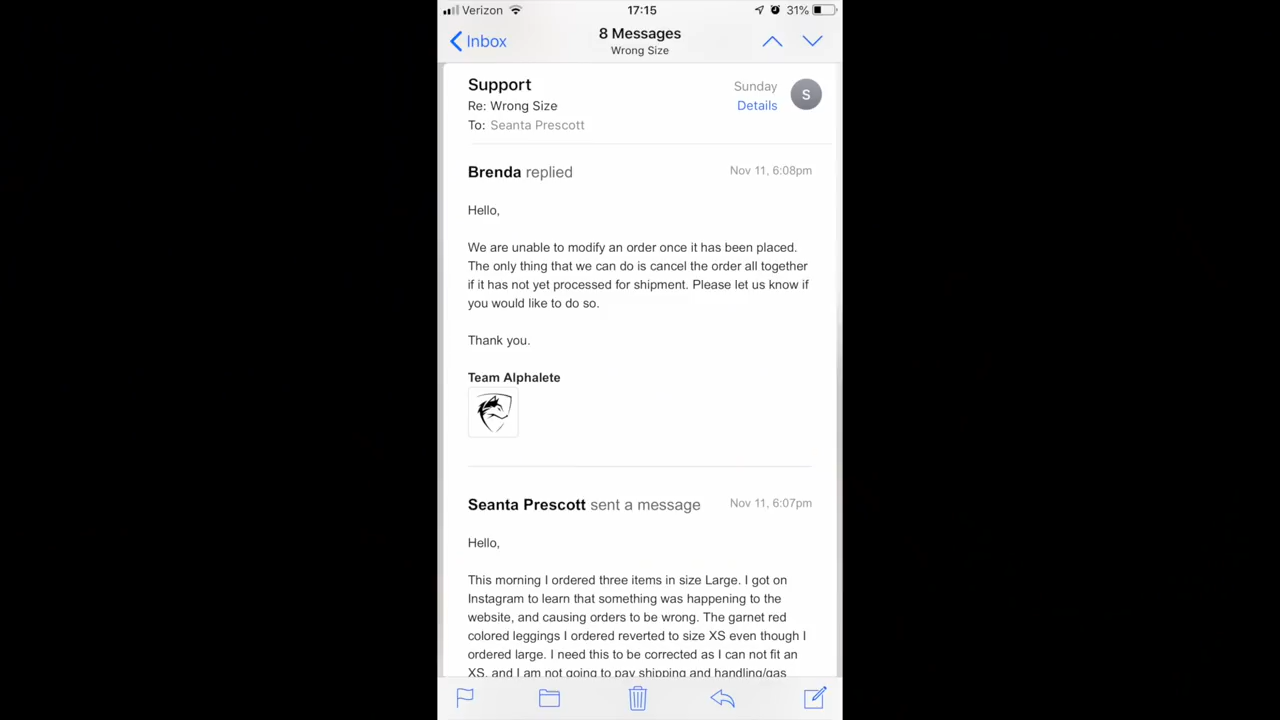 Verizon 17:15 31%
Inbox 8 Messages
Wrong Size
Support Sunday
Re: Wrong Size Details S
To: Seanta Prescott
Brenda replied Nov 11, 6:08pm
Hello,
We are unable to modify an order once it has been placed.
The only thing that we can do is cancel the order all together
if it has not yet processed for shipment. Please let us know if
you would like to do so.
Thank you.
Team Alphalete
Seanta Prescott sent a message Nov 11, 6:07pm
Hello,
This morning I ordered three items in size Large. I got on
Instagram to learn that something was happening to the
website, and causing orders to be wrong. The garnet red
colored leggings I ordered reverted to size XS even though I
ordered large. I need this to be corrected as I can not fit an
XS, and I am not going to pay shipping and handling/gas